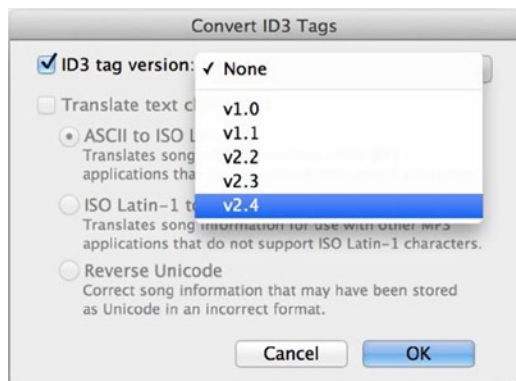 Convert ID3 Tags
ID3 tag version: ✓ None
v1.0
Translate text c
v1.1
ASCII to ISO
v2.2
Translates song
applications tha
v2.3
ISO Latin-1 t
v2.4
Translates song information for use with other MP3
applications that do not support ISO Latin-1 characters.
Reverse Unicode
Correct song information that may have been stored
as Unicode in an incorrect format.
Cancel
OK